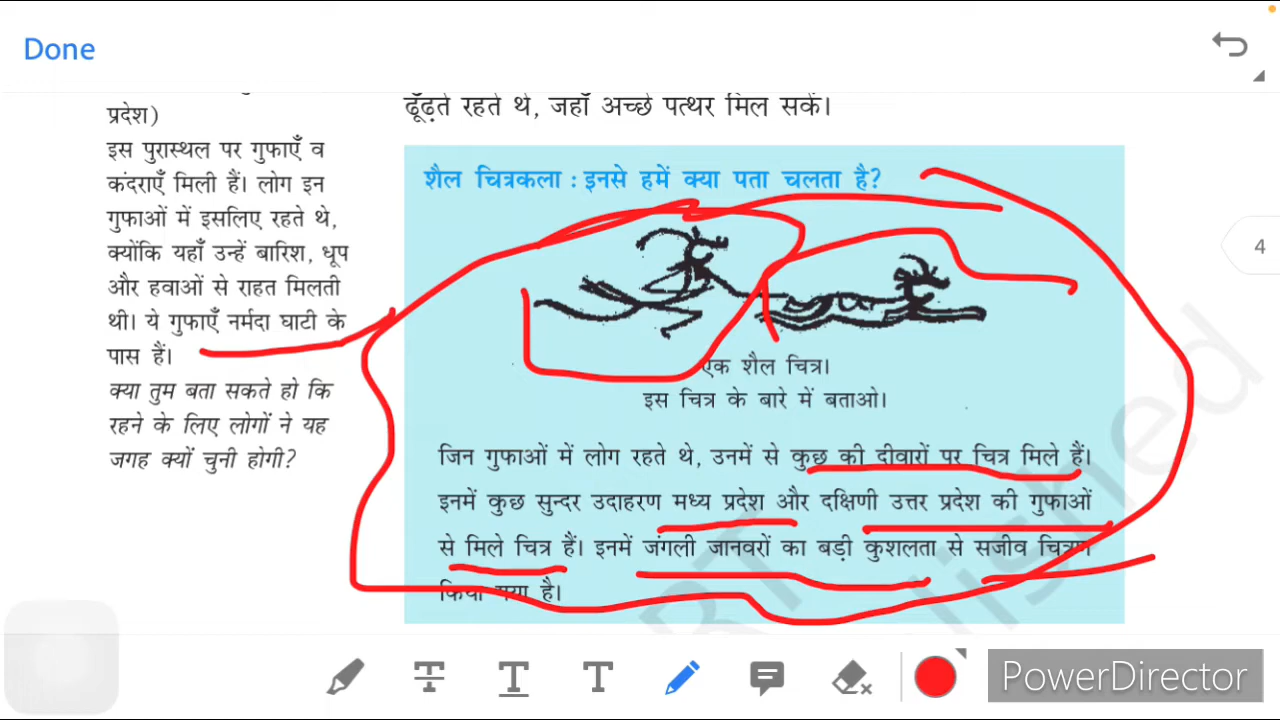 Done
प्रदेश)
इस पुरास्थल पर गुफाएँ व
कंदराएँ मिली हैं। लोग इन
गुफाओं में इसलिए रहते थे,
क्योंकि यहाँ उन्हें बारिश, धूप
और हवाओं से राहत मिलती
थी। ये गुफाएँ नर्मदा घाटी के
पास हैं।
क्या तुम बता सकते हो कि
रहने के लिए लोगों ने यह
जगह क्यों चुनी होगी?
ढूँढ़ते रहते थे, जहाँ अच्छे पत्थर मिल सकें।
शैल चित्रकला : इनसे हमें क्या पता चलता है?
एक शैल चित्र।
इस चित्र के बारे में बताओ।
जिन गुफाओं में लोग रहते थे, उनमें से कुछ की दीवारों पर चित्र मिले हैं।
इनमें कुछ सुन्दर उदाहरण मध्य प्रदेश और दक्षिणी उत्तर प्रदेश की गुफाओं
से मिले चित्र हैं। इनमें जंगली जानवरों का बड़ी कुशलता से सजीव चित्रण
किया गया है।
4
T
T
T
PowerDirector